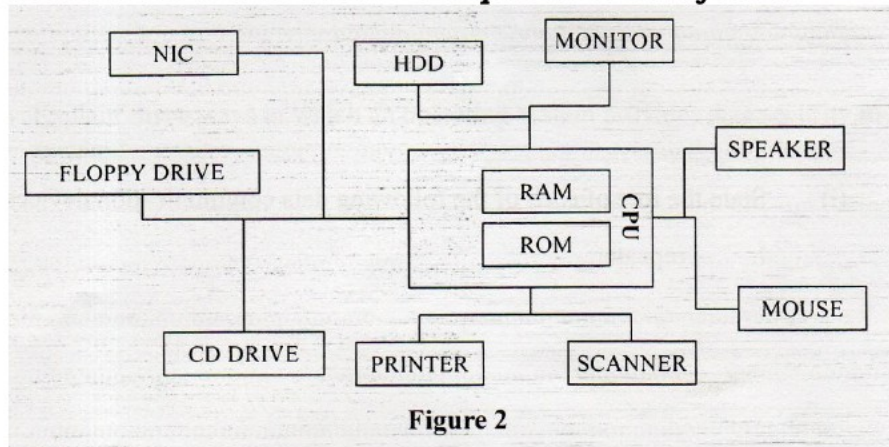 NIC
HDD
MONITOR
FLOPPY DRIVE
SPEAKER
RAM
ROM
CPU
CD DRIVE
MOUSE
PRINTER
SCANNER
Figure 2